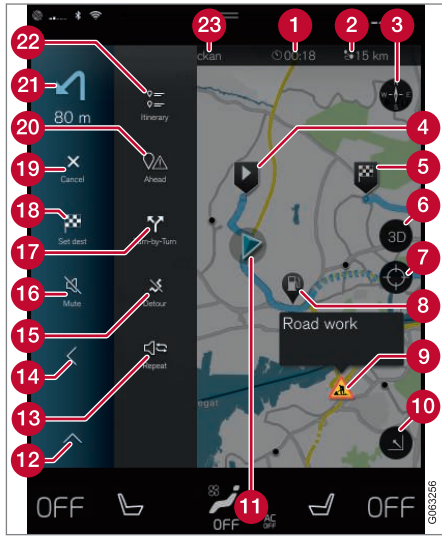 23
1
2
3
ckan
00:18
15 km
22
21
Itinerary
80 m
4
5
20
Ahead
19
Cancel
18
Set dest
17
Turn-by-Turn
6
3D
7
16
Mute
15
Detour
8
Road work
9
14
13
Repeat
egat
10
12
11
OFF
OFF
AC
OFF
OFF
G063256